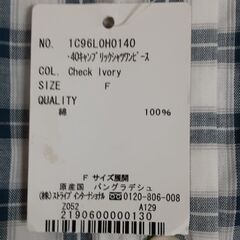 NO. 1C96L0H0140
・40キャンブリックシャツワンピース
COL. Check Ivory
SIZE F
QUALITY
綿 100%
F サイズ展開
原産国 バングラデシュ
(株)ストライプ インターナショナル ☎0120-806-008
Z052 A129
2190600000130